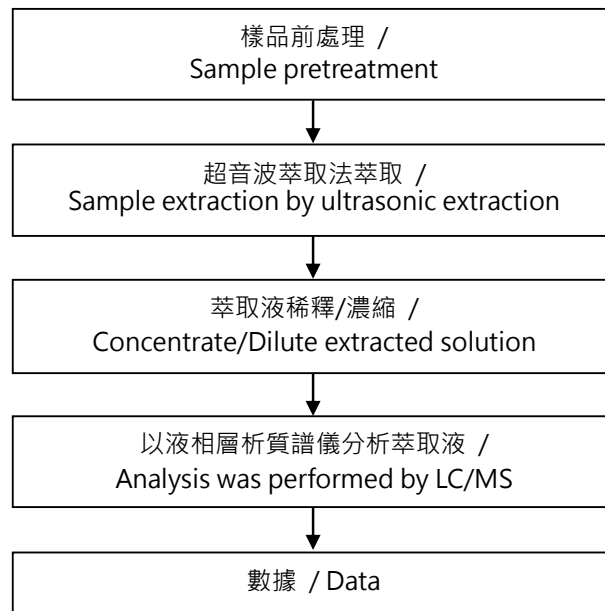 樣品前處理 /
Sample pretreatment
超音波萃取法萃取 /
Sample extraction by ultrasonic extraction
萃取液稀釋/濃縮 /
Concentrate/Dilute extracted solution
以液相層析質譜儀分析萃取液 /
Analysis was performed by LC/MS
數據 / Data